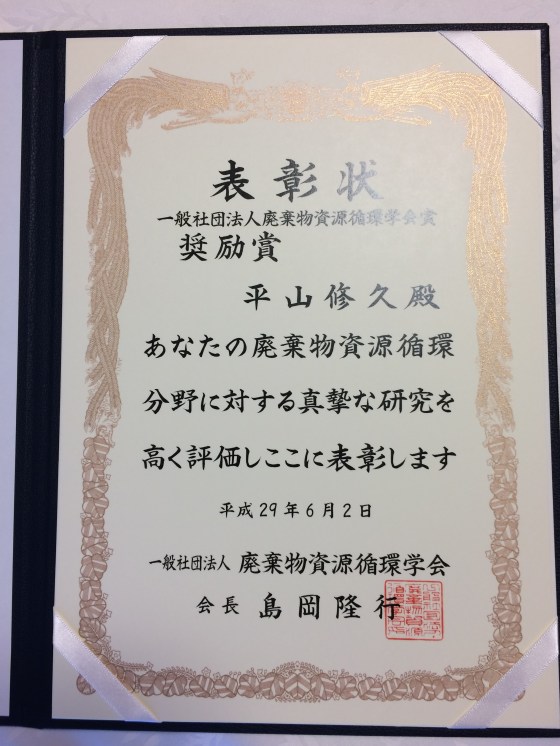 表彰状
一般社団法人廃棄物資源循環学会賞
奨励賞
平山修久殿
あなたの廃棄物資源循環
分野に対する真摯な研究を
高く評価しここに表彰します
平成29年6月2日
一般社団法人 廃棄物資源循環学会
会長 島岡隆行